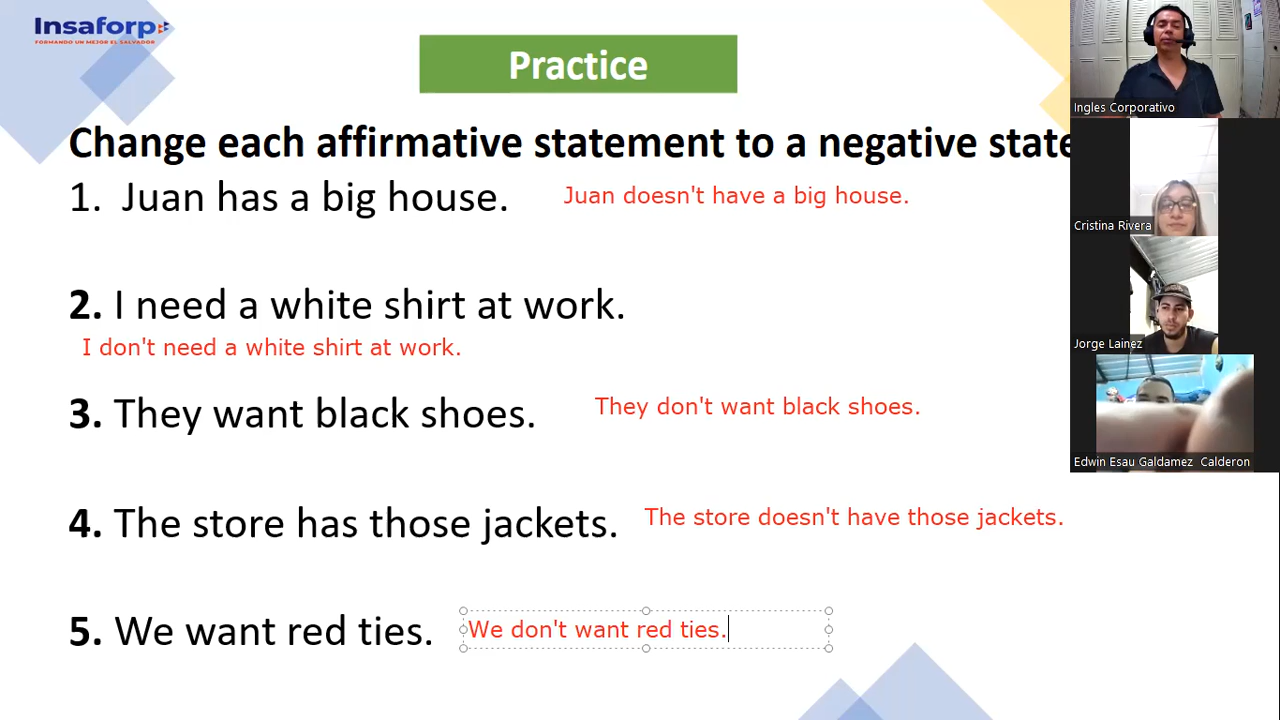 Insaforp
FORMANDO UN MEJOR EL SALVADOR
Practice
Change each affirmative statement to a negative state
1. Juan has a big house.
Juan doesn't have a big house.
2. I need a white shirt at work.
I don't need a white shirt at work.
3. They want black shoes.
They don't want black shoes.
4. The store has those jackets.
The store doesn't have those jackets.
5. We want red ties.
We don't want red ties.
Ingles Corporativo
Cristina Rivera
Jorge Lainez
Edwin Esau Galdamez Calderon